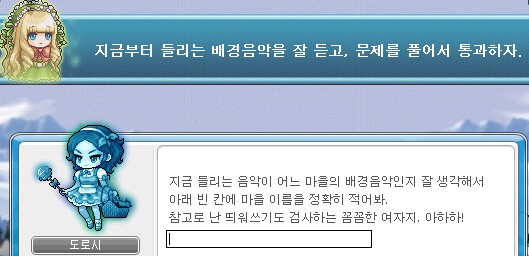 지금부터 들리는 배경음악을 잘 듣고, 문제를 풀어서 통과하자.
지금 들리는 음악이 어느 마을의 배경음악인지 잘 생각해서
아래 빈 칸에 마을 이름을 정확히 적어봐.
참고로 난 띄워쓰기도 검사하는 꼼꼼한 여자지. 아하하!
도로시